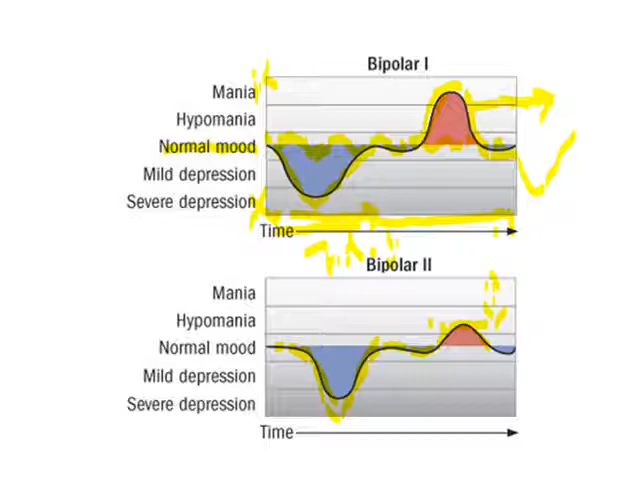 Bipolar I
Mania
Hypomania
Normal mood
Mild depression
Severe depression
Time
Bipolar II
Mania
Hypomania
Normal mood
Mild depression
Severe depression
Time